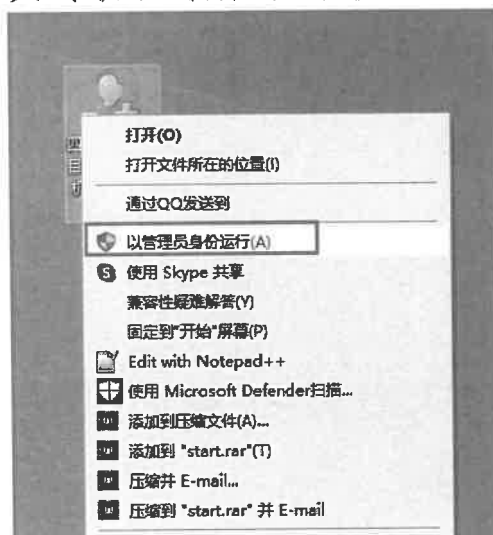 打开(O)
打开文件所在的位置(I)
通过QQ发送到
以管理员身份运行(A)
使用 Skype 共享
兼容性疑难解答(Y)
固定到"开始"屏幕(P)
Edit with Notepad++
使用 Microsoft Defender扫描...
添加到压缩文件(A)...
添加到 "start.rar"(T)
压缩并 E-mail...
压缩到 "start.rar" 并 E-mail